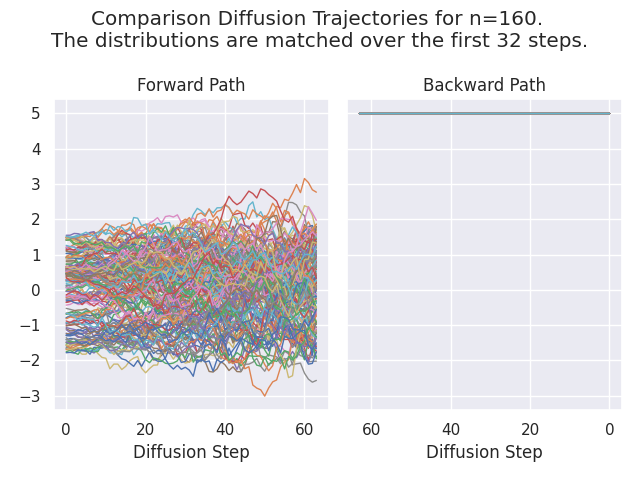 Comparison Diffusion Trajectories for n=160.
The distributions are matched over the first 32 steps.
Forward Path
Backward Path
5
4
3
2
1
0
−1
−2
−3
0 20 40 60
60 40 20 0
Diffusion Step
Diffusion Step